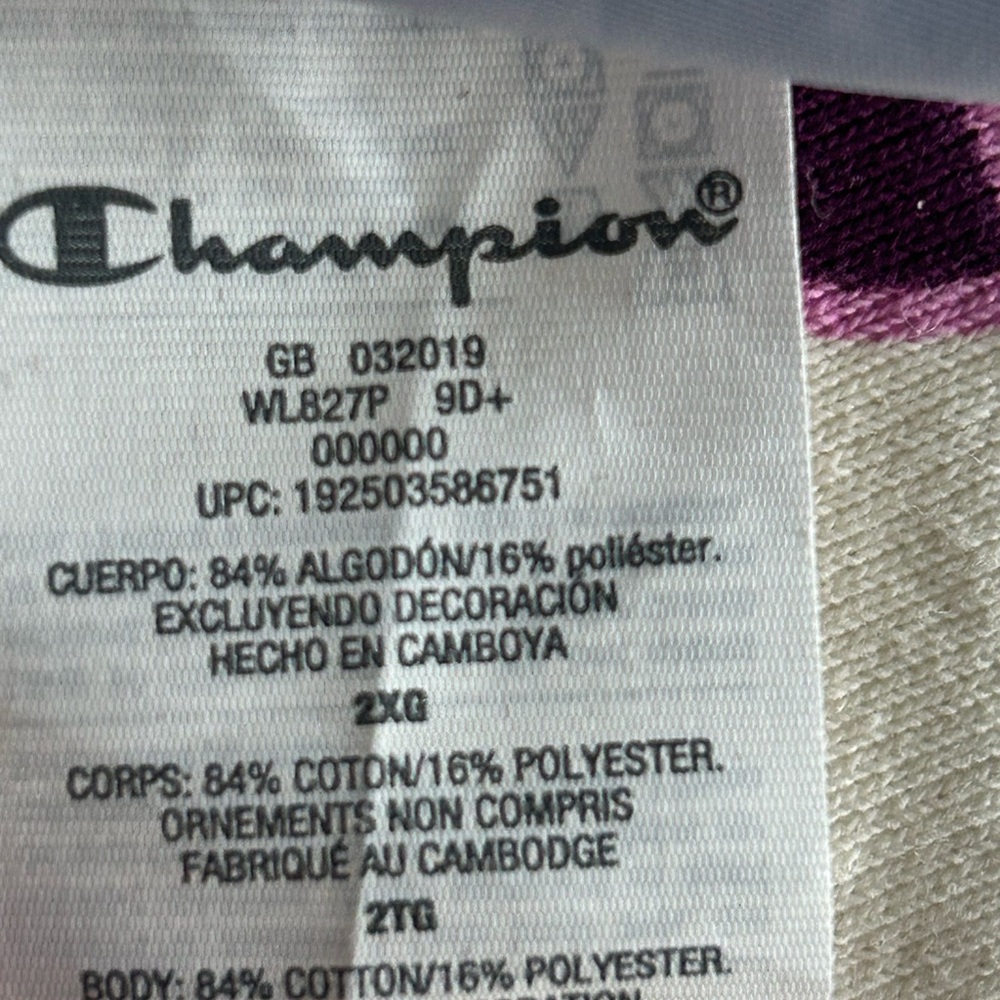 Champion®
GB 032019
WL827P 9D+
000000
UPC: 192503586751
CUERPO: 84% ALGODÓN/16% poliéster.
EXCLUYENDO DECORACIÓN
HECHO EN CAMBOYA
2XG
CORPS: 84% COTON/16% POLYESTER.
ORNEMENTS NON COMPRIS
FABRIQUÉ AU CAMBODGE
2TG
BODY: 84% COTTON/16% POLYESTER.